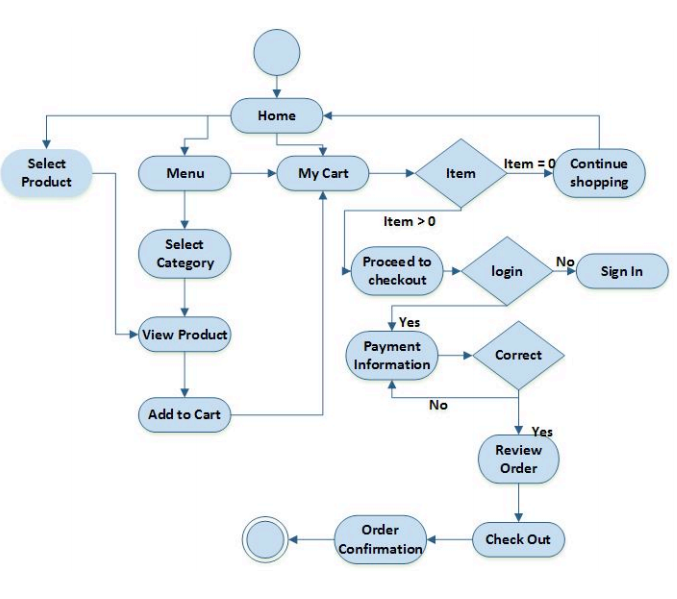 Home
Select
Product
Menu
My Cart
Item
Item = 0
Continue
shopping
Item > 0
Select
Category
Proceed to
checkout
login
No
Sign In
View Product
Yes
Payment
Information
Correct
No
Add to Cart
Yes
Review
Order
Order
Confirmation
Check Out